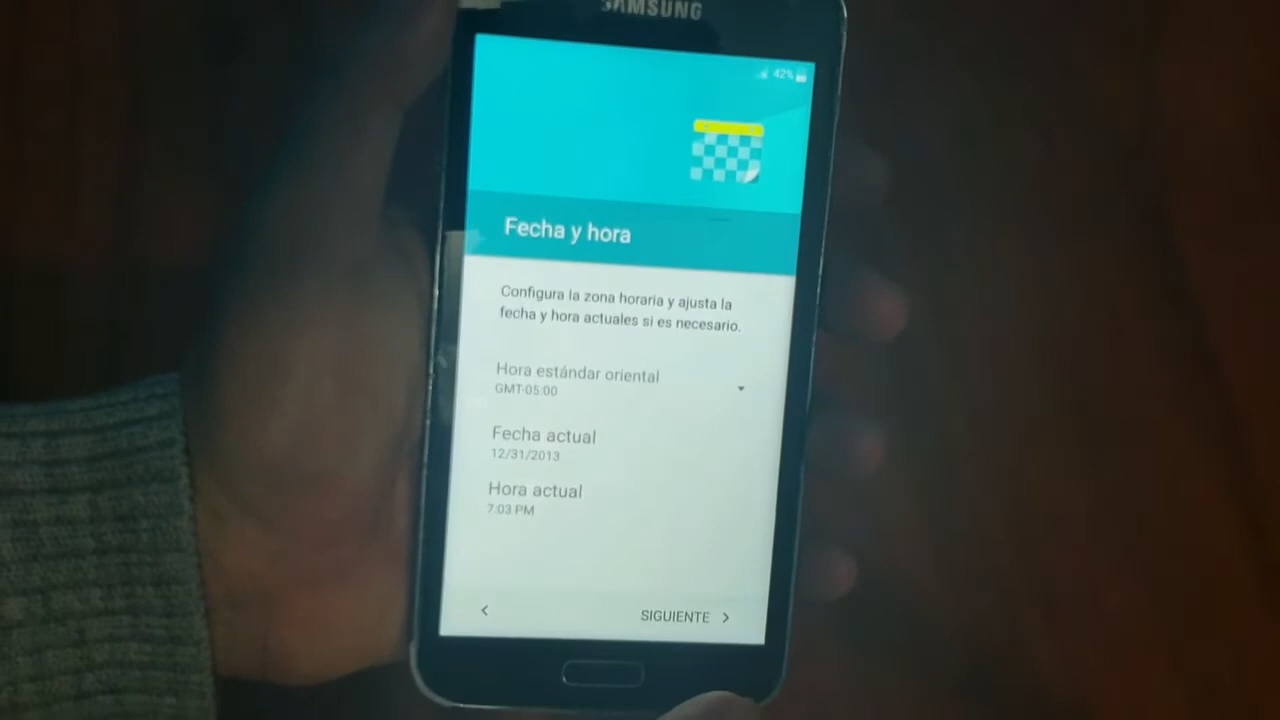 SAMSUNG
42%
Fecha y hora
Configura la zona horaria y ajusta la
fecha y hora actuales si es necesario.
Hora estándar oriental
GMT-05:00
Fecha actual
12/31/2013
Hora actual
7:03 PM
SIGUIENTE